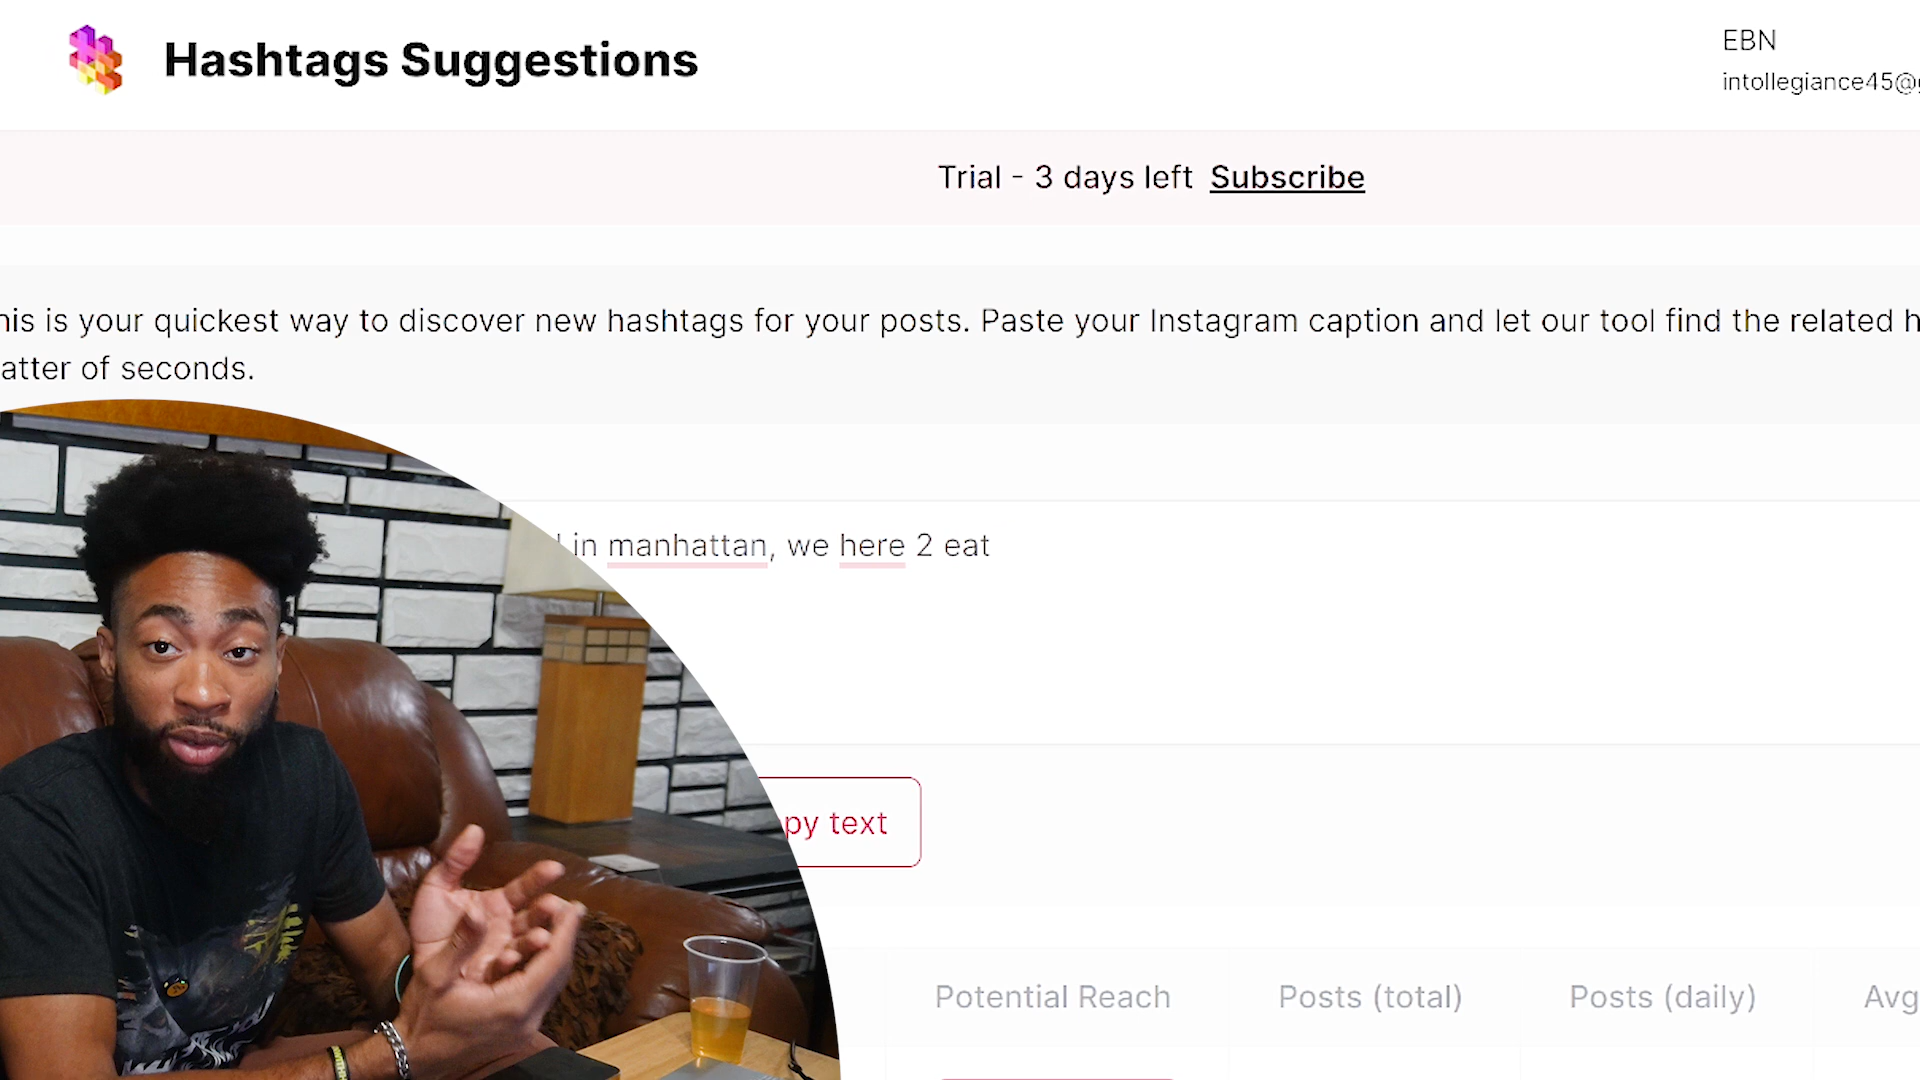 Hashtags Suggestions
EBN
intollegiance45@
Trial - 3 days left Subscribe
his is your quickest way to discover new hashtags for your posts. Paste your Instagram caption and let our tool find the related h
atter of seconds.
in manhattan, we here 2 eat
py text
Potential Reach Posts (total) Posts (daily) Avg